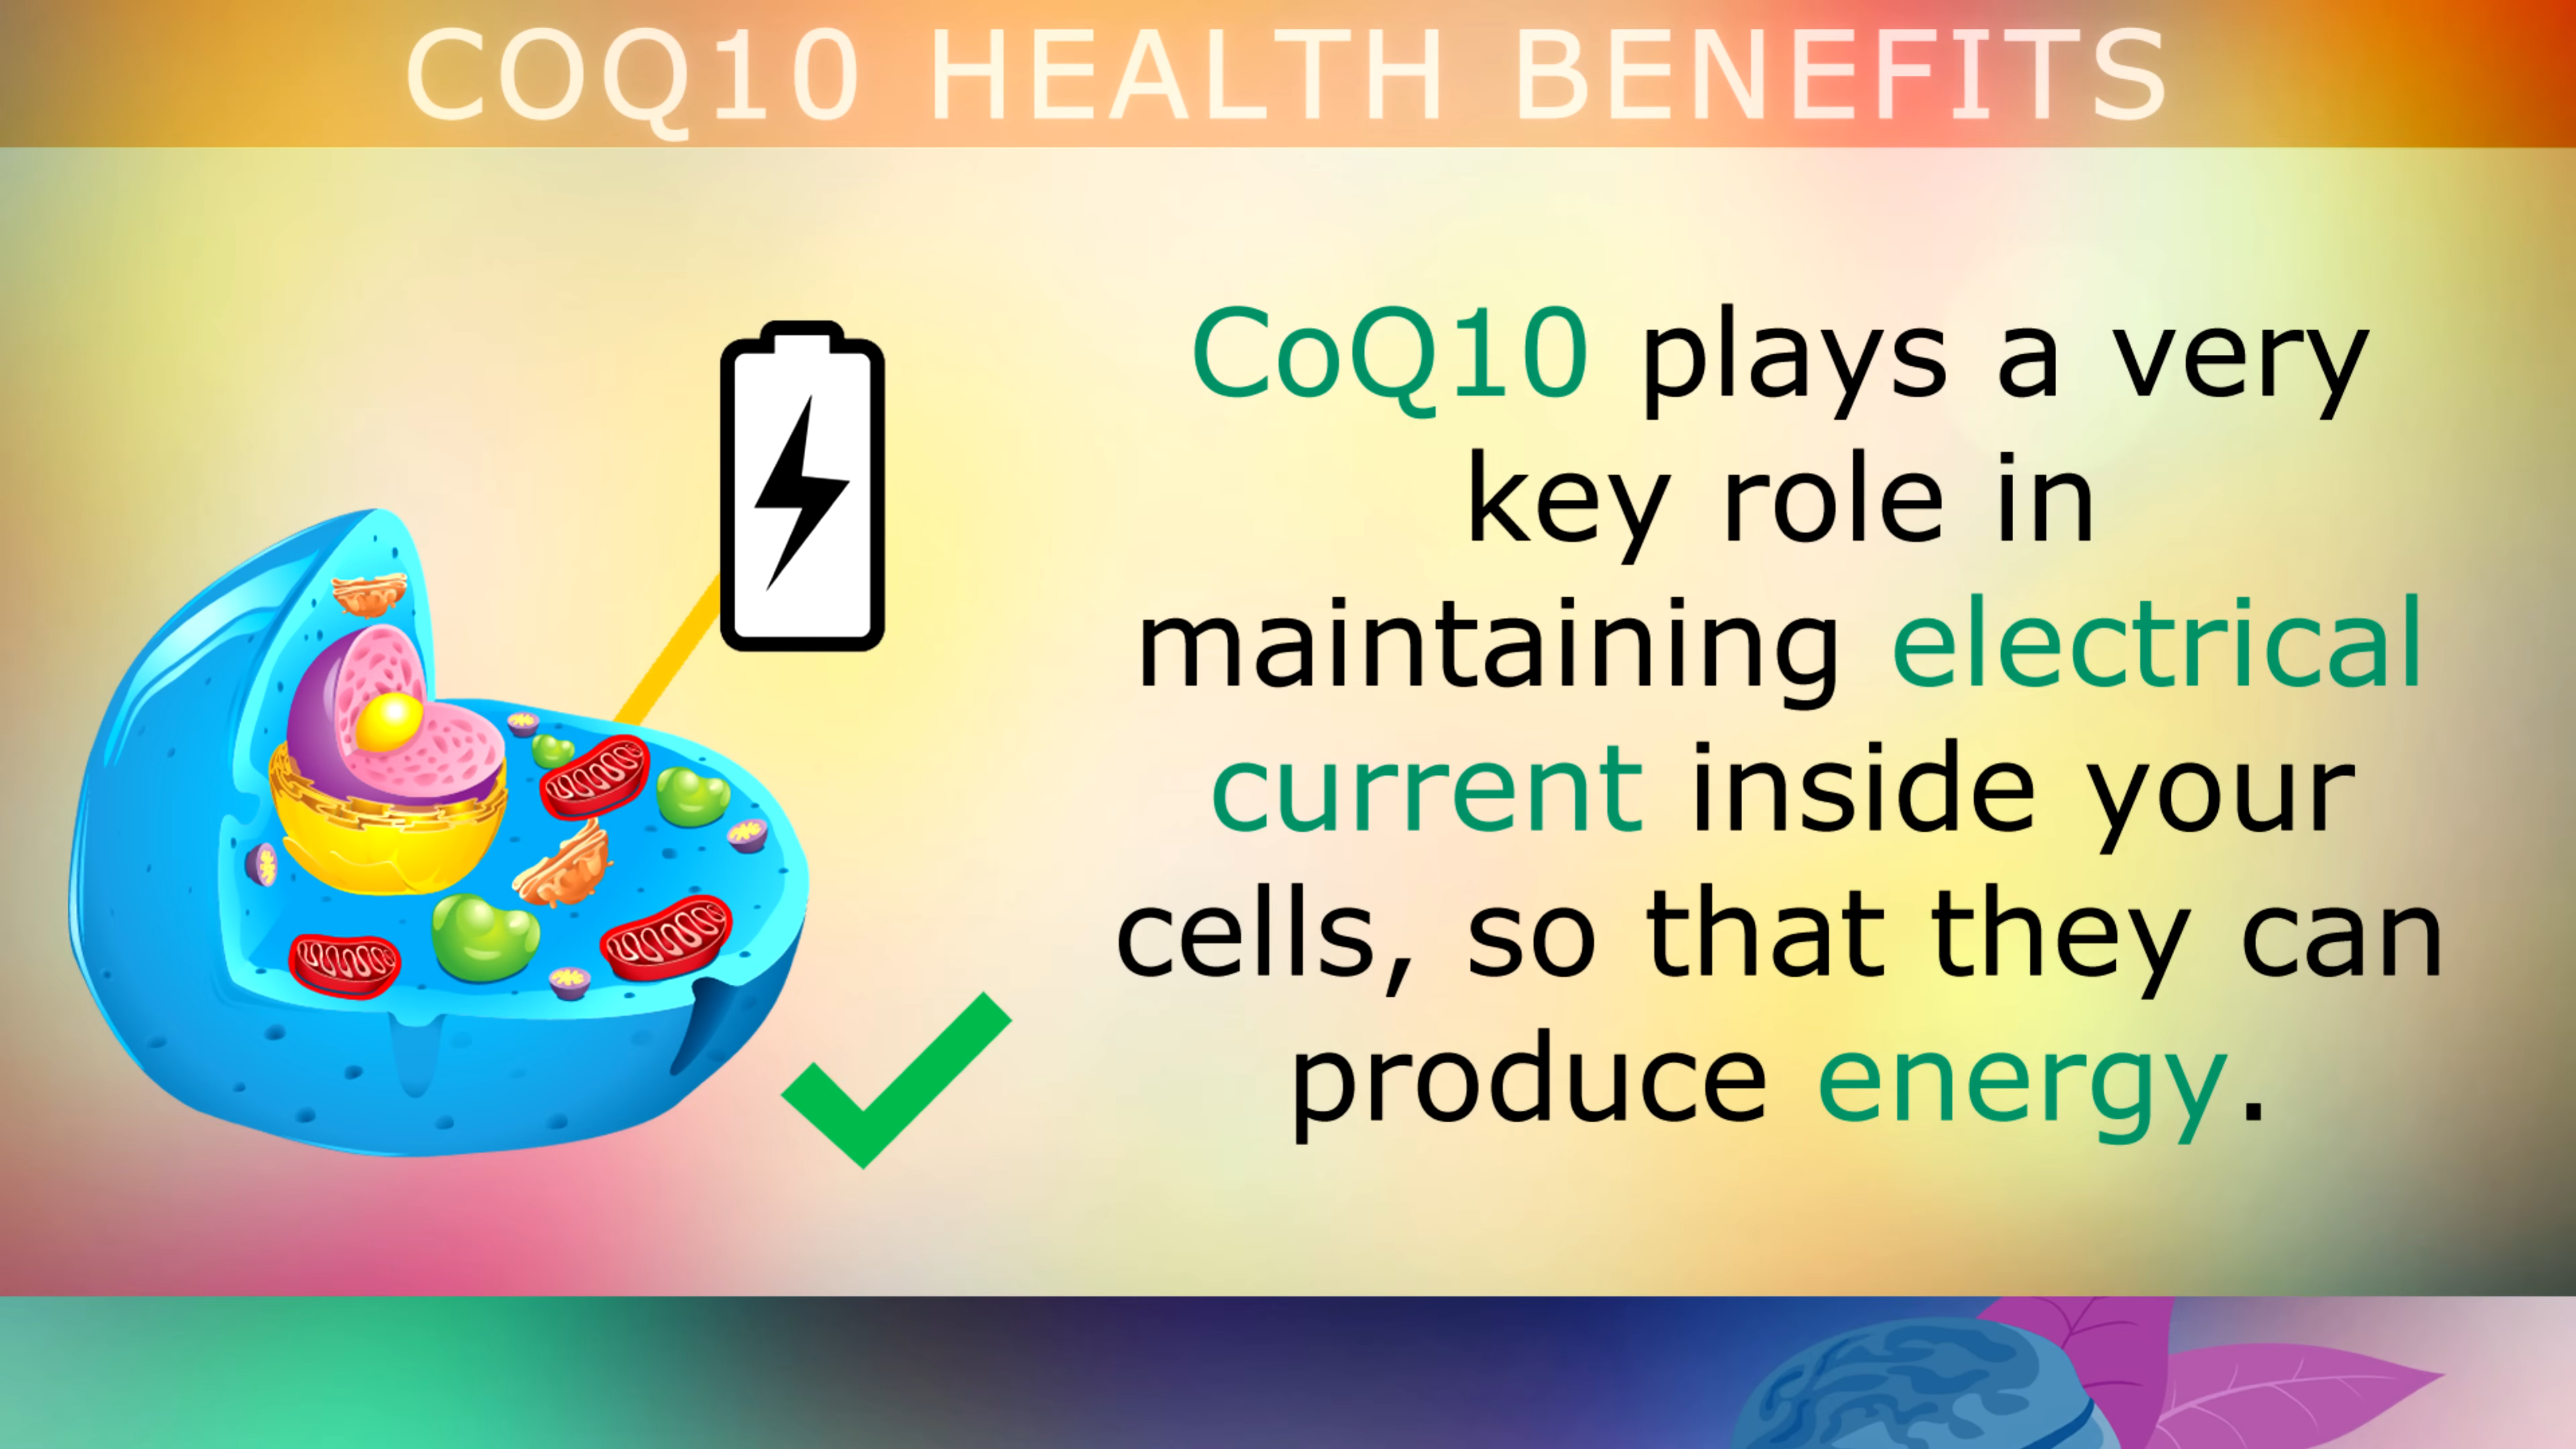 COQ10 HEALTH BENEFITS
CoQ10 plays a very
key role in
maintaining electrical
current inside your
cells, so that they can
produce energy.